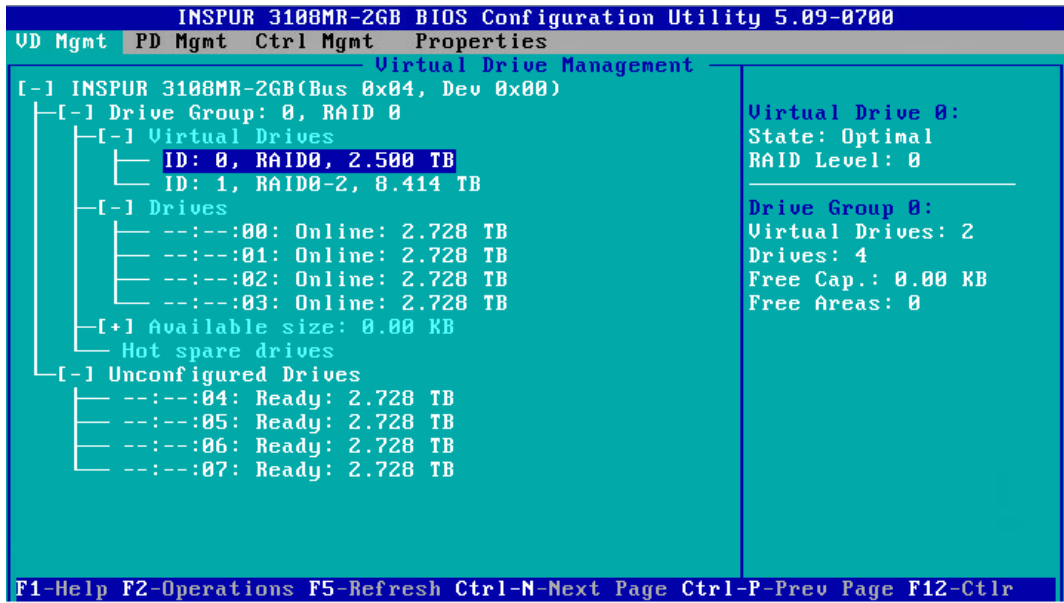 INSPUR 3108MR-2GB BIOS Configuration Utility 5.09-0700
VD Mgmt PD Mgmt Ctrl Mgmt Properties
Virtual Drive Management
[-] INSPUR 3108MR-2GB(Bus 0x04, Dev 0x00)
[-] Drive Group: 0, RAID 0
[-] Virtual Drives
ID: 0, RAID0, 2.500 TB
ID: 1, RAID0-2, 8.414 TB
[-] Drives
--:--:00: Online: 2.728 TB
--:--:01: Online: 2.728 TB
--:--:02: Online: 2.728 TB
--:--:03: Online: 2.728 TB
[+] Available size: 0.00 KB
Hot spare drives
[-] Unconfigured Drives
--:--:04: Ready: 2.728 TB
--:--:05: Ready: 2.728 TB
--:--:06: Ready: 2.728 TB
--:--:07: Ready: 2.728 TB
Virtual Drive 0:
State: Optimal
RAID Level: 0
Drive Group 0:
Virtual Drives: 2
Drives: 4
Free Cap.: 0.00 KB
Free Areas: 0
F1-Help F2-Operations F5-Refresh Ctrl-N-Next Page Ctrl-P-Prev Page F12-Ctlr